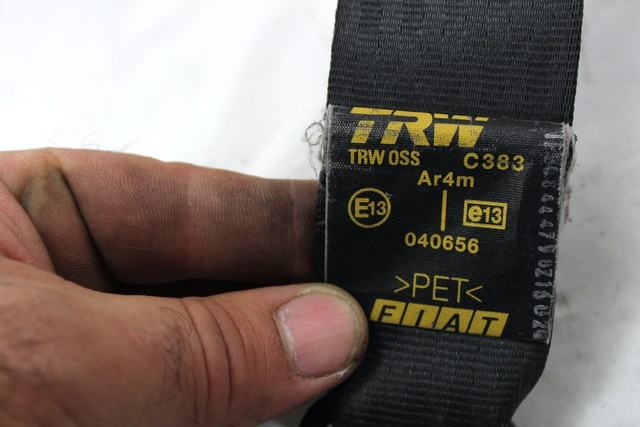 TRW
TRW OSS C383
Ar4m
E13 e13
040656
>PET<
FIAT